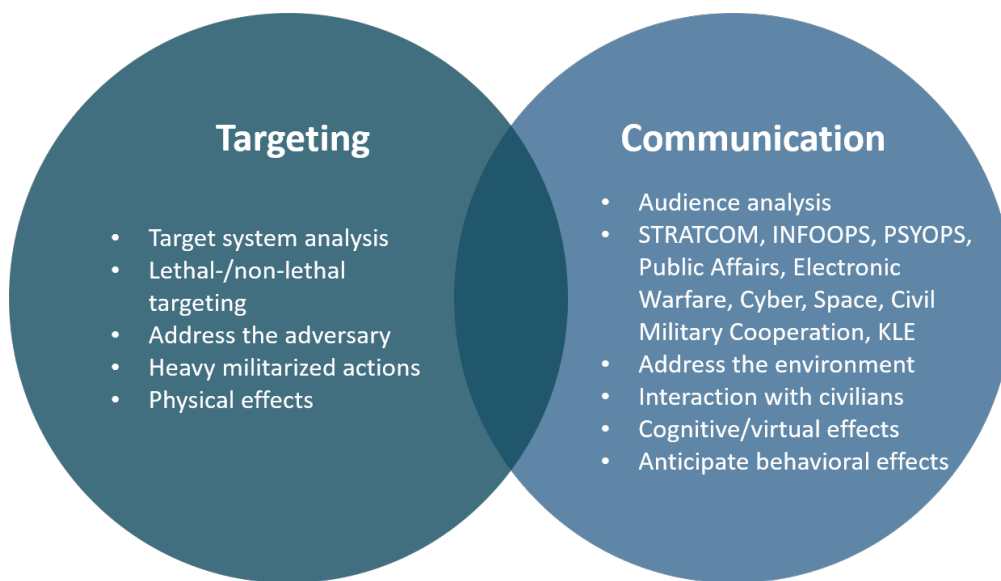 Targeting
• Target system analysis
• Lethal-/non-lethal
targeting
• Address the adversary
• Heavy militarized actions
• Physical effects
Communication
• Audience analysis
• STRATCOM, INFOOPS, PSYOPS,
Public Affairs, Electronic
Warfare, Cyber, Space, Civil
Military Cooperation, KLE
• Address the environment
• Interaction with civilians
• Cognitive/virtual effects
• Anticipate behavioral effects